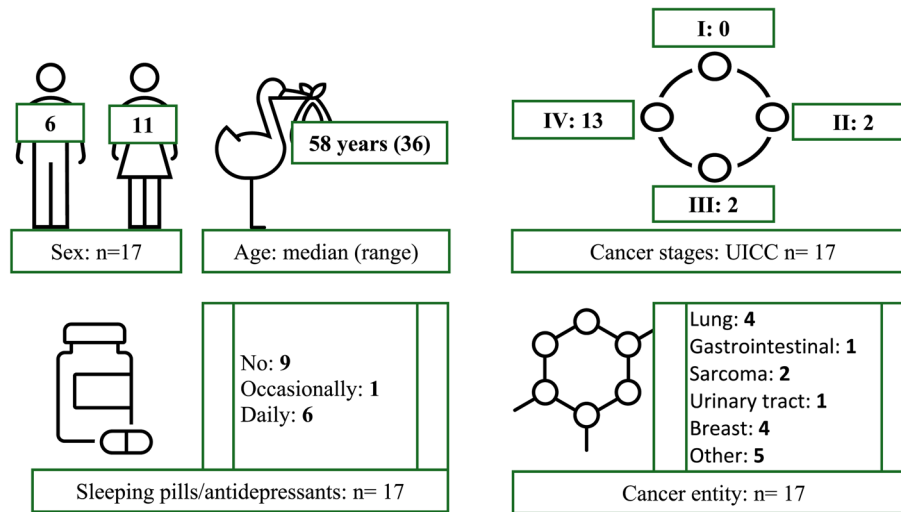 6
11
58 years (36)
Sex: n=17
Age: median (range)
I: 0
IV: 13
II: 2
III: 2
Cancer stages: UICC n= 17
No: 9
Occasionally: 1
Daily: 6
Sleeping pills/antidepressants: n= 17
Lung: 4
Gastrointestinal: 1
Sarcoma: 2
Urinary tract: 1
Breast: 4
Other: 5
Cancer entity: n= 17